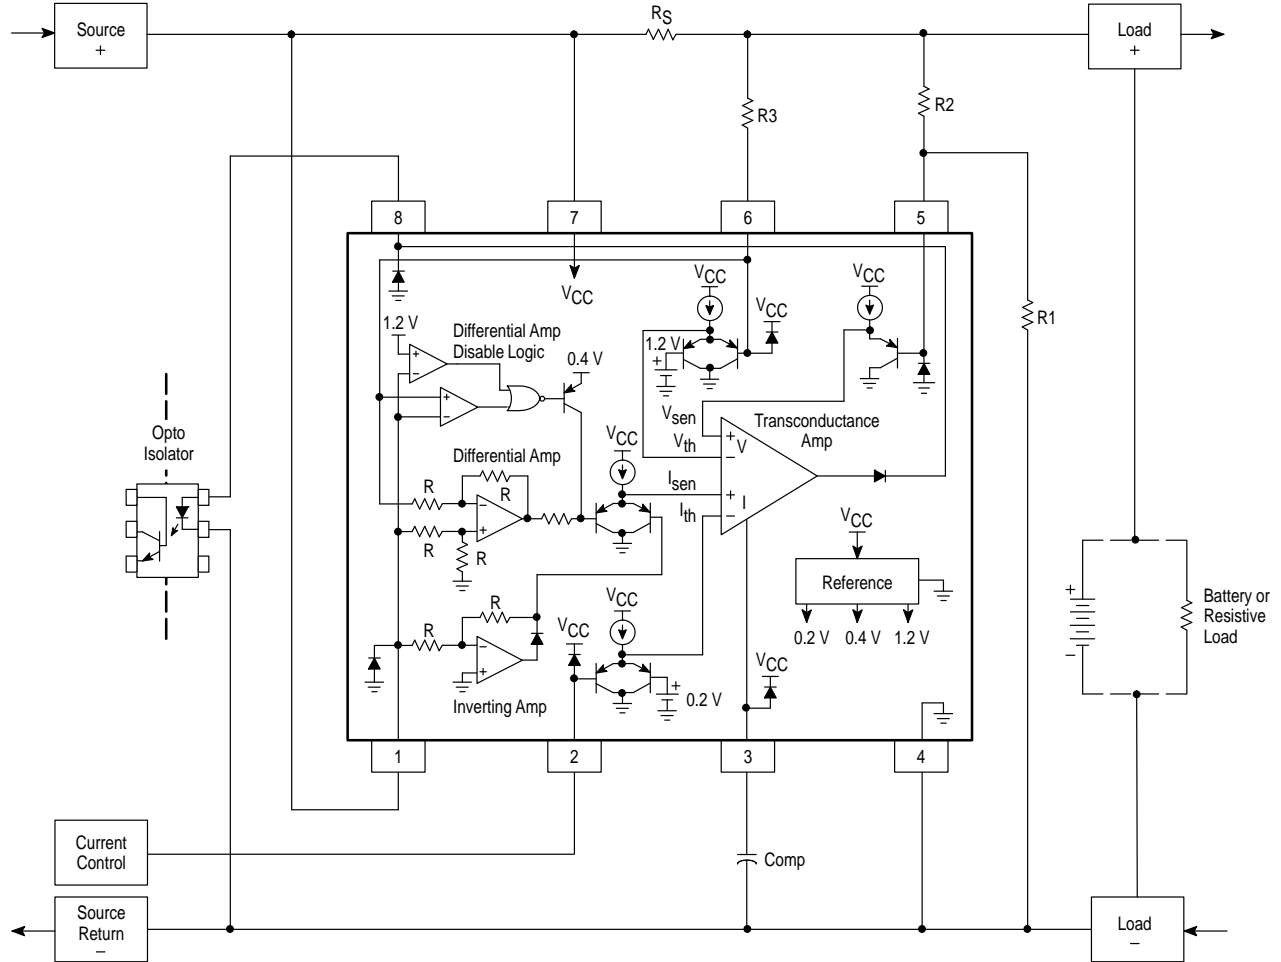 Source
+
RS
Load
+
R3
R2
8
7
6
5
VCC
VCC
VCC
VCC
R1
1.2 V
Differential Amp
Disable Logic
0.4 V
1.2 V
+
+
−
+
−
Opto
Isolator
Vsen
Vth
Transconductance
Amp
VCC
+
V
−
Differential Amp
Isen
+
I
−
Ith
R
R
−
+
R
R
VCC
Reference
0.2 V
0.4 V
1.2 V
+
−
Battery or
Resistive
Load
VCC
VCC
VCC
R
R
−
+
Inverting Amp
+
0.2 V
1
2
3
4
Current
Control
Comp
Source
Return
−
Load
−